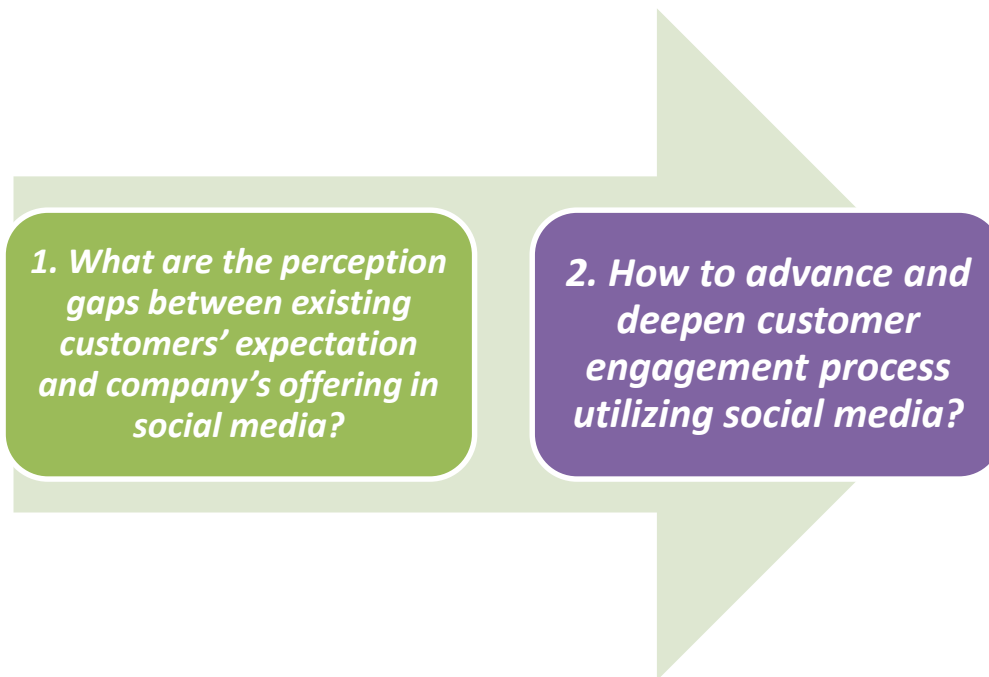 1. What are the perception
gaps between existing
customers’ expectation
and company’s offering in
social media?
2. How to advance and
deepen customer
engagement process
utilizing social media?